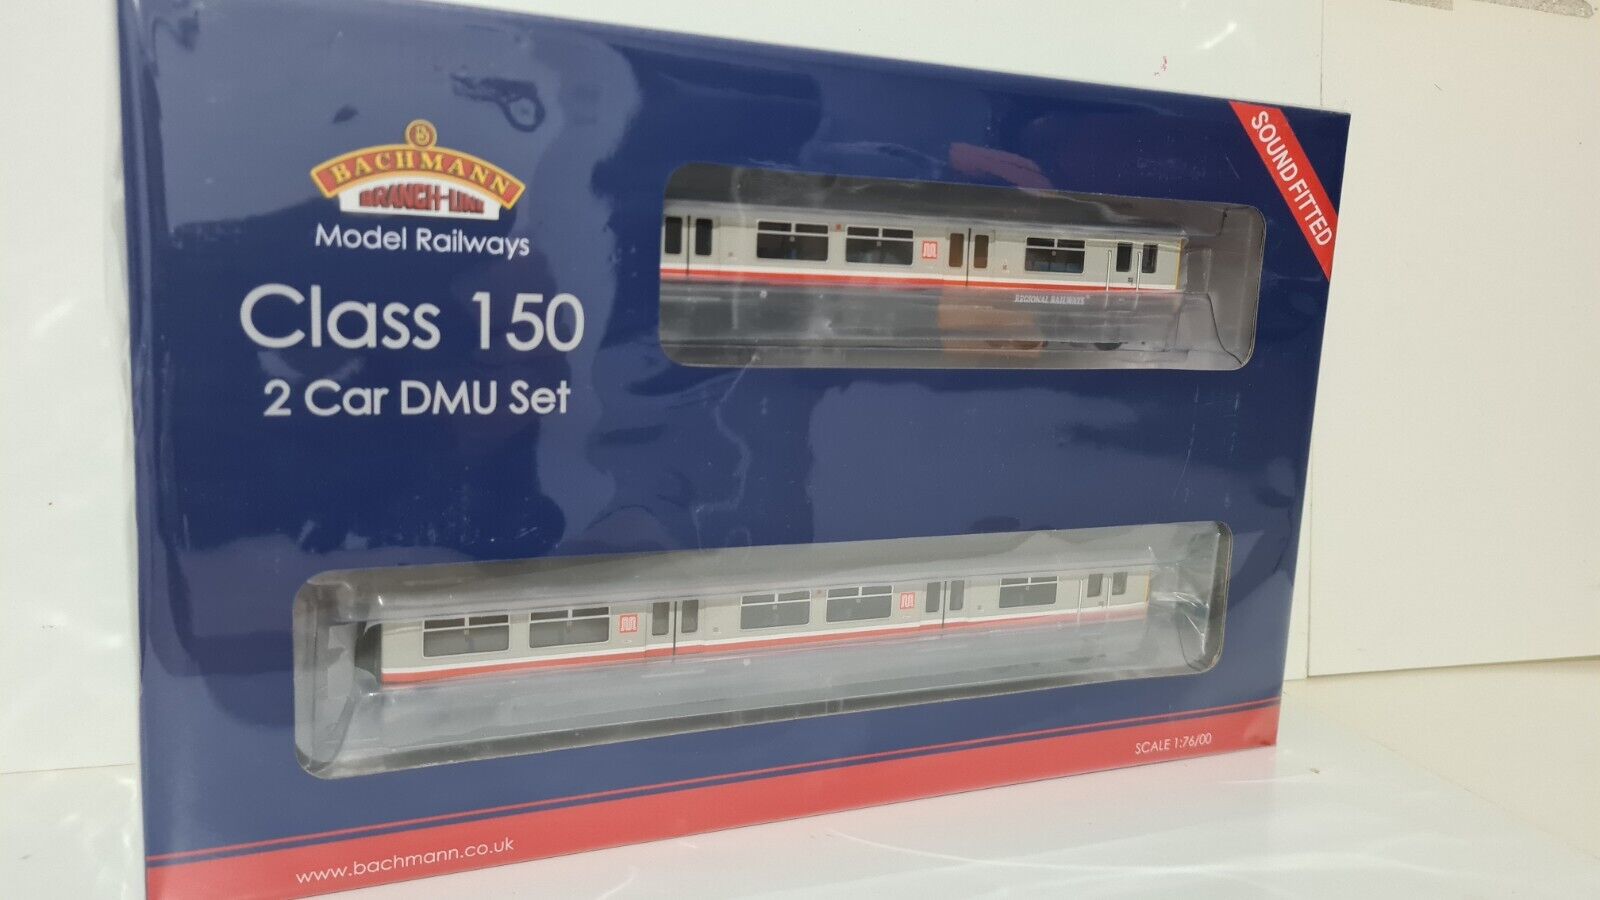 BACHMANN
BRANCH-LINE
Model Railways
Class 150
2 Car DMU Set
SOUND FITTED
REGIONAL RAILWAYS
SCALE 1:76/00
www.bachmann.co.uk